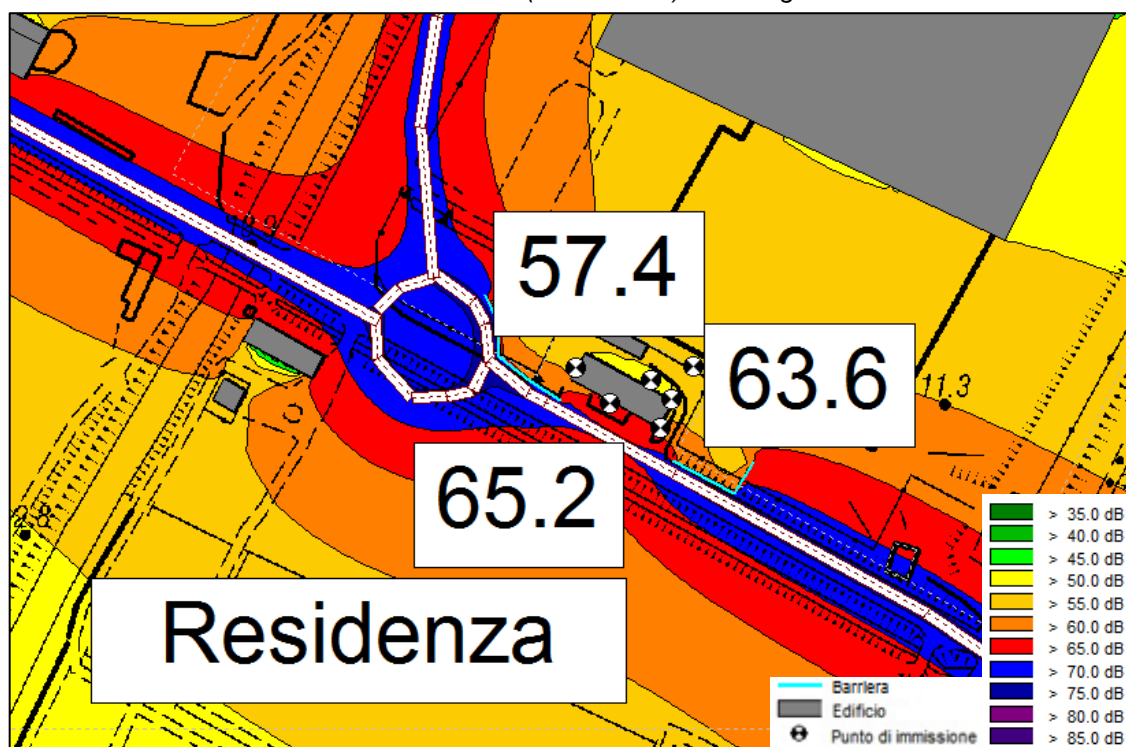 57.4
63.6
11.3
65.2
2.8
Residenza
> 35.0 dB
> 40.0 dB
> 45.0 dB
> 50.0 dB
> 55.0 dB
> 60.0 dB
> 65.0 dB
> 70.0 dB
> 75.0 dB
> 80.0 dB
> 85.0 dB
Barriera
Edificio
Punto di immissione